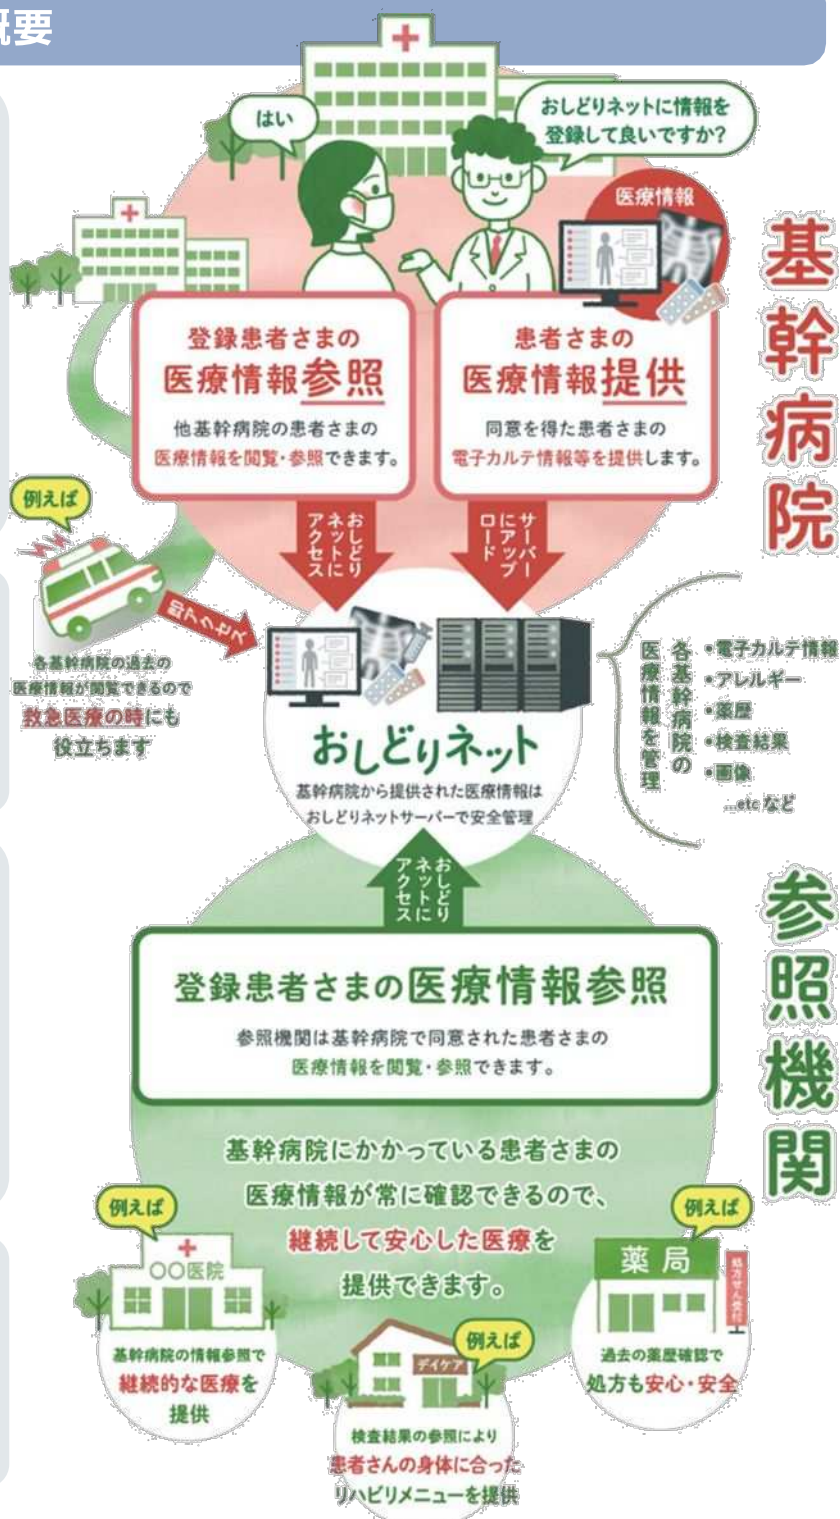 概要
はい
おしどりネットに情報を
登録して良いですか?
医療情報
基幹病院
登録患者さまの
医療情報参照
他基幹病院の患者さまの
医療情報を閲覧・参照できます。
患者さまの
医療情報提供
同意を得た患者さまの
電子カルテ情報等を提供します。
おしどり
ネットに
アクセス
サーバー
にアップ
ロード
例えば
即アクセス
各基幹病院の過去の
医療情報が閲覧できるので
救急医療の時にも
役立ちます
おしどりネット
基幹病院から提供された医療情報は
おしどりネットサーバーで安全管理
各基幹病院の
医療情報を管理
・電子カルテ情報
・アレルギー
・薬歴
・検査結果
・画像
...etc など
おしどり
ネットに
アクセス
参照機関
登録患者さまの医療情報参照
参照機関は基幹病院で同意された患者さまの
医療情報を閲覧・参照できます。
基幹病院にかかっている患者さまの
医療情報が常に確認できるので、
継続して安心した医療を
提供できます。
例えば
〇〇医院
基幹病院の情報参照で
継続的な医療を
提供
例えば
デイケア
検査結果の参照により
患者さんの身体に合った
リハビリメニューを提供
例えば
薬局
処方せん受付
過去の薬歴確認で
処方も安心・安全